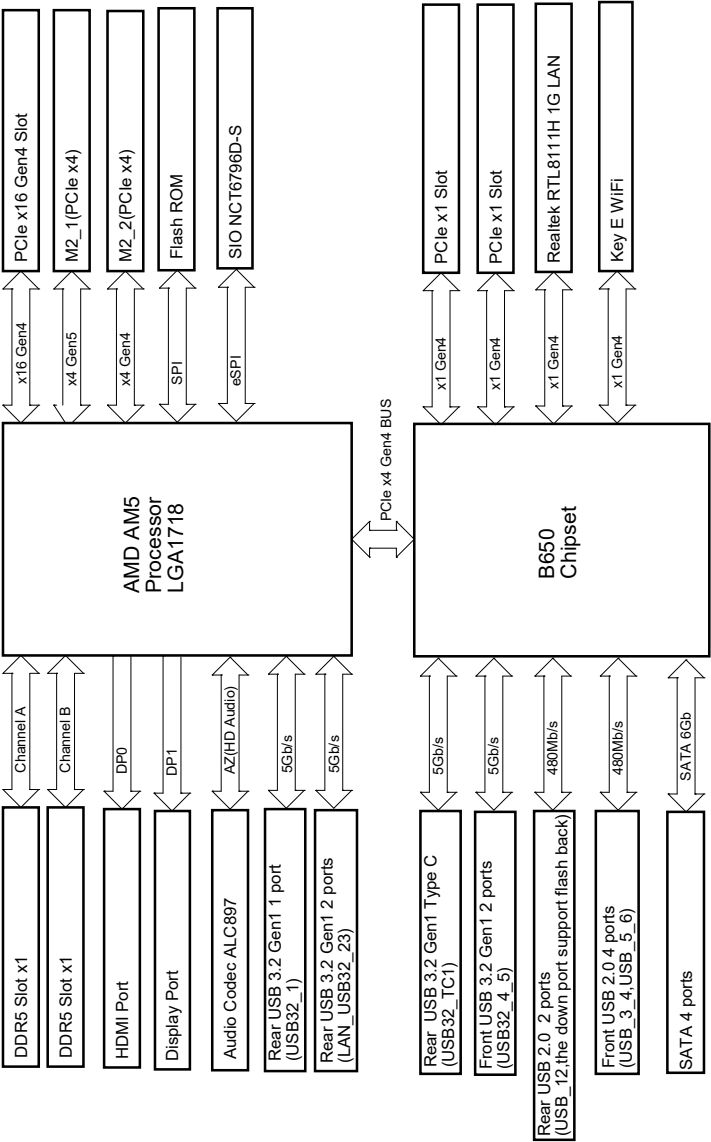 PCIe x16 Gen4 Slot
M2_1(PCIe x4)
M2_2(PCIe x4)
Flash ROM
SIO NCT6796D-S
x16 Gen4
x4 Gen5
x4 Gen4
SPI
eSPI
AMD AM5
Processor
LGA1718
Channel A
Channel B
DP0
DP1
AZ(HD Audio)
5Gb/s
5Gb/s
DDR5 Slot x1
DDR5 Slot x1
HDMI Port
Display Port
Audio Codec ALC897
Rear USB 3.2 Gen1 1 port
(USB32_1)
Rear USB 3.2 Gen1 2 ports
(LAN_USB32_23)
PCIe x4 Gen4 BUS
PCIe x1 Slot
PCIe x1 Slot
Realtek RTL8111H 1G LAN
Key E WiFi
x1 Gen4
x1 Gen4
x1 Gen4
x1 Gen4
B650
Chipset
5Gb/s
5Gb/s
480Mb/s
480Mb/s
SATA 6Gb
Rear USB 3.2 Gen1 Type C
(USB32_TC1)
Front USB 3.2 Gen1 2 ports
(USB32_4_5)
Rear USB 2.0 2 ports
(USB_12,the down port support flash back)
Front USB 2.0 4 ports
(USB_3_4,USB_5_6)
SATA 4 ports